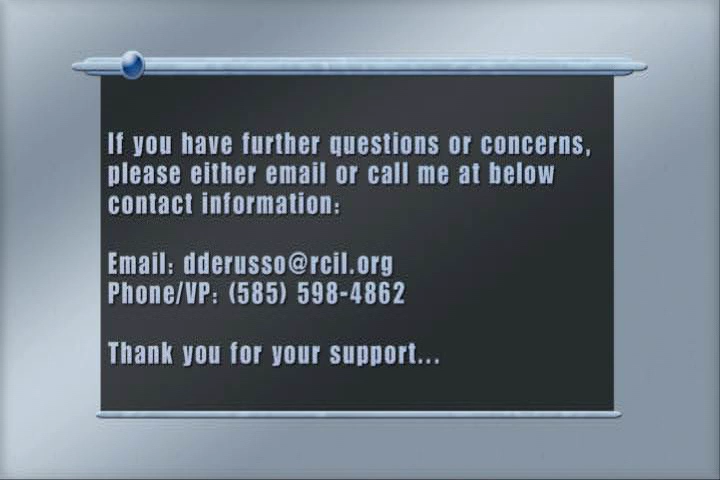 If you have further questions or concerns,
please either email or call me at below
contact information:
Email: dderusso@rcil.org
Phone/VP: (585) 598-4862
Thank you for your support...